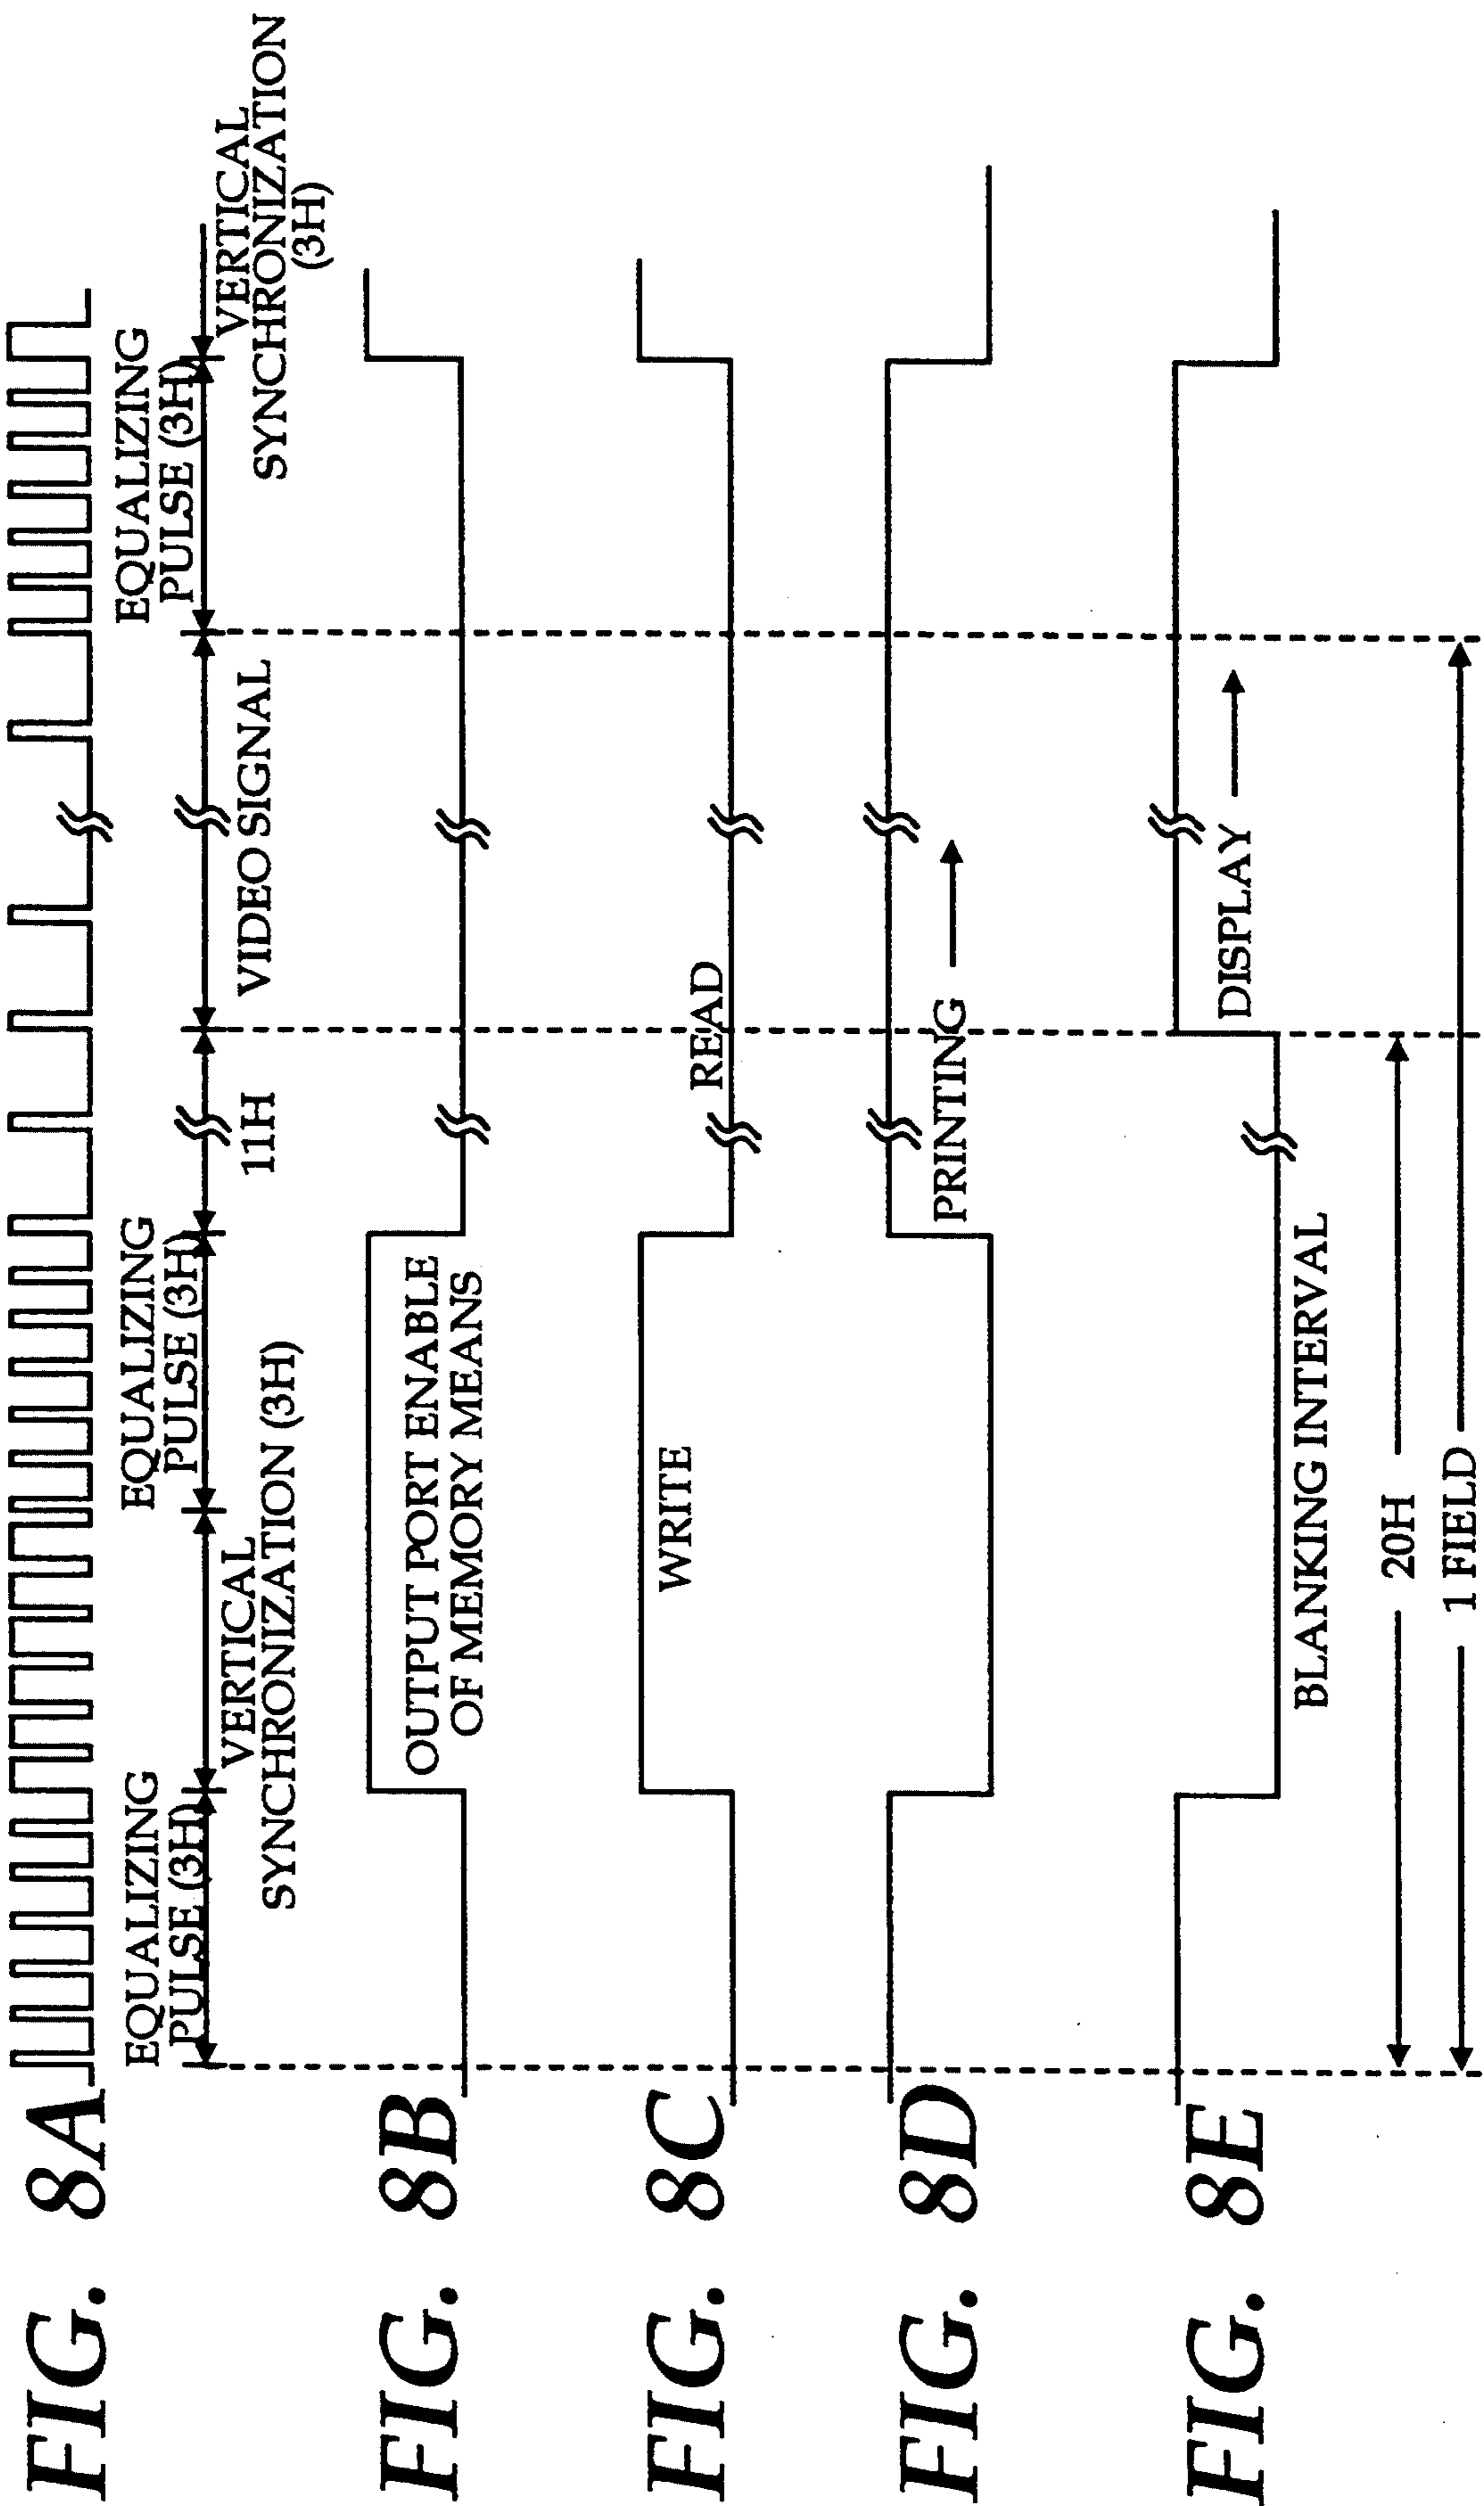 FIG. 8A
EQUALIZING
PULSE (3H)
VERTICAL
SYNCHRONIZATION (3H)
EQUALIZING
PULSE (3H)
11H
VIDEO SIGNAL
EQUALIZING
PULSE (3H)
VERTICAL
SYNCHRONIZATION
(3H)
FIG. 8B
OUTPUT PORT ENABLE
OF MEMORY MEANS
FIG. 8C
WRITE
READ
FIG. 8D
PRINTING
FIG. 8E
BLANKING INTERVAL
DISPLAY
20H
1 FIELD